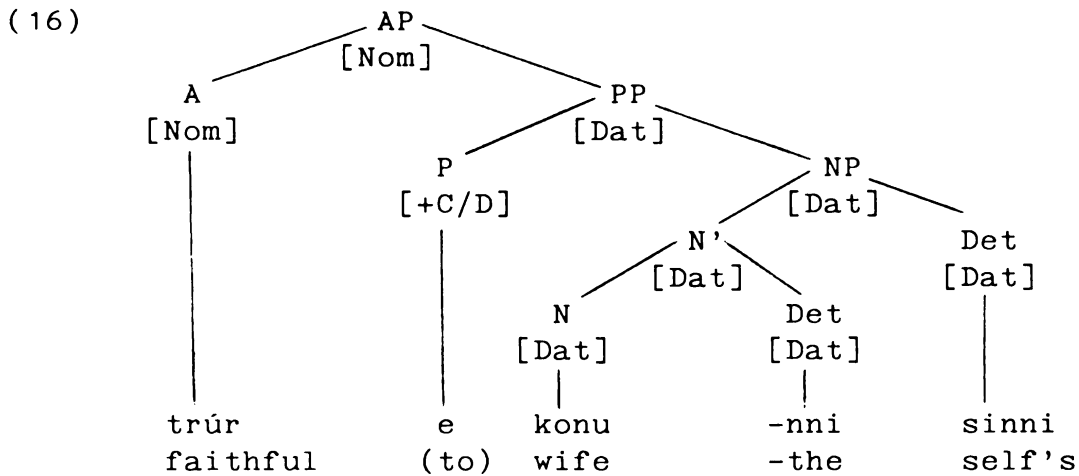 (16) AP
[Nom]
A PP
[Nom] [Dat]
P NP
[+C/D] [Dat]
N' Det
[Dat] [Dat]
N Det
[Dat] [Dat]
trúr e konu -nni sinni
faithful (to) wife -the self's